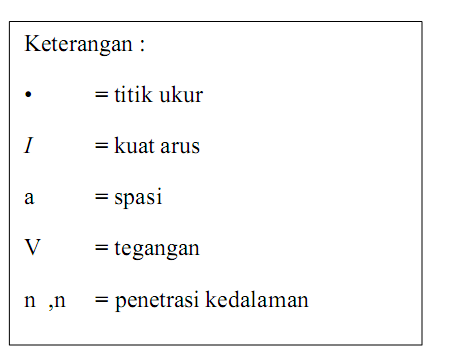 Keterangan :
• = titik ukur
I = kuat arus
a = spasi
V = tegangan
n ,n = penetrasi kedalaman